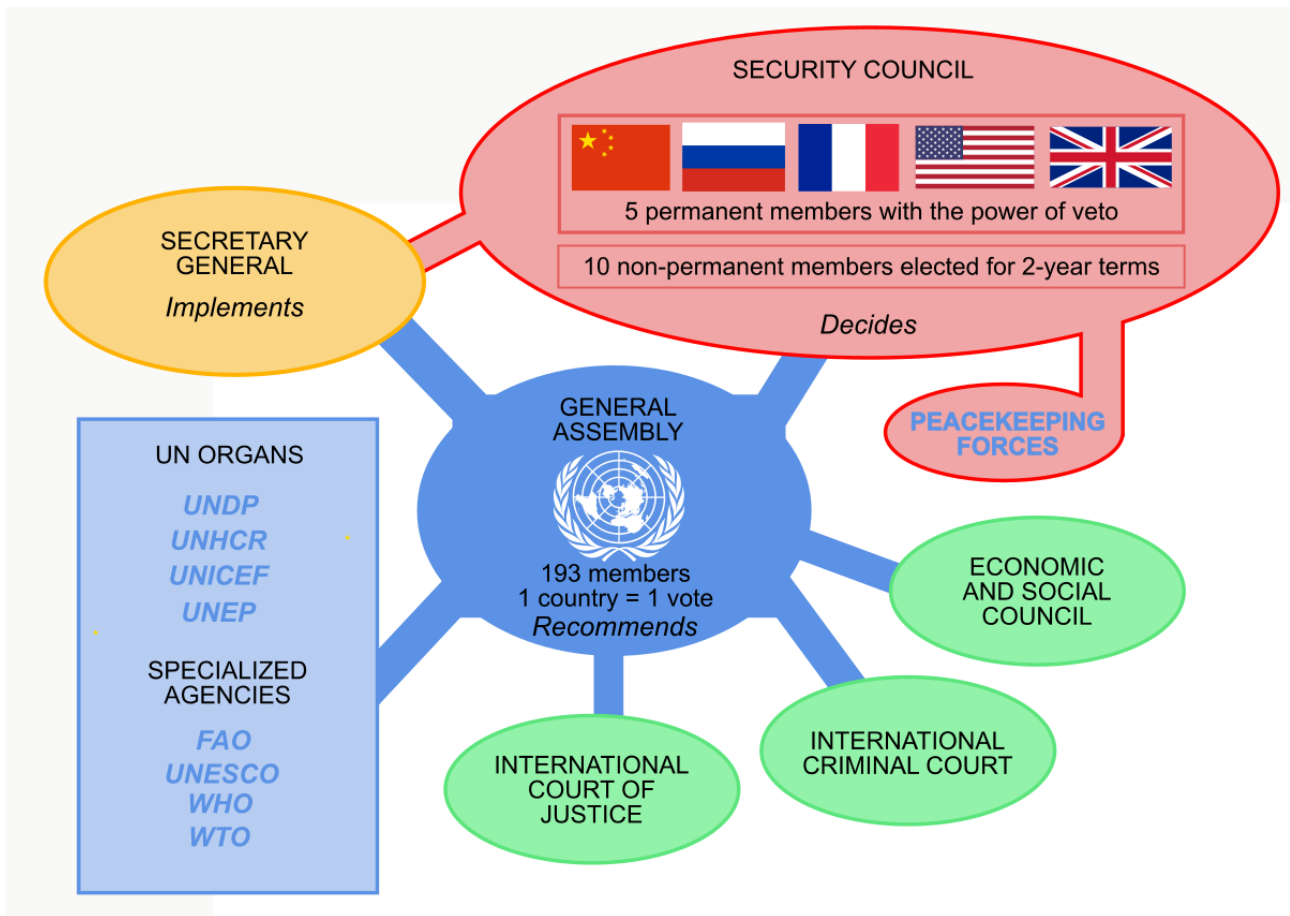 SECURITY COUNCIL
5 permanent members with the power of veto
10 non-permanent members elected for 2-year terms
Decides
SECRETARY
GENERAL
Implements
PEACEKEEPING
FORCES
GENERAL
ASSEMBLY
193 members
1 country = 1 vote
Recommends
UN ORGANS
UNDP
UNHCR
UNICEF
UNEP
SPECIALIZED
AGENCIES
FAO
UNESCO
WHO
WTO
ECONOMIC
AND SOCIAL
COUNCIL
INTERNATIONAL
CRIMINAL COURT
INTERNATIONAL
COURT OF
JUSTICE